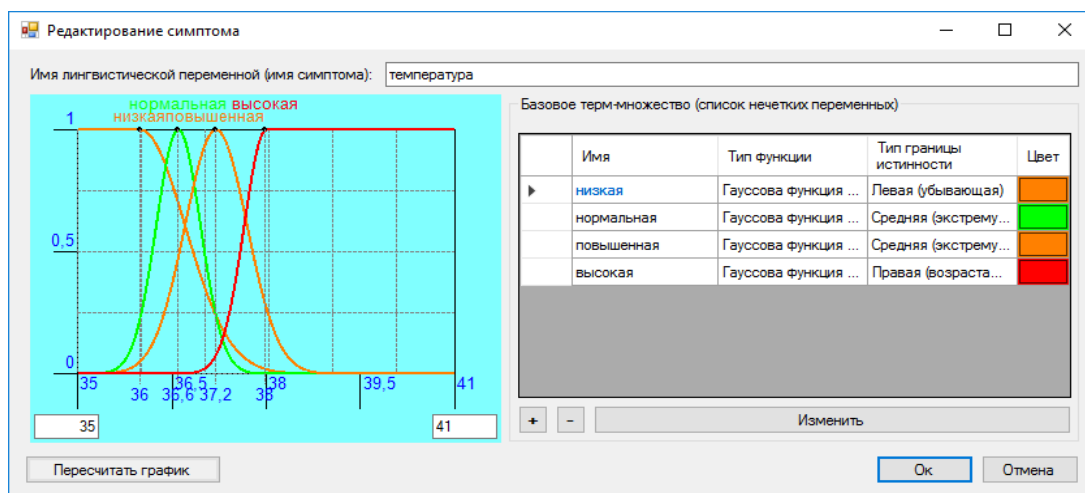 Редактирование симптома
Имя лингвистической переменной (имя симптома): температура
нормальная высокая
низкаяповышенная
1
0,5
0
35 36,5 38 39,5 41
36 36,6 37,2 38
35 41
Пересчитать график
Базовое терм-множество (список нечетких переменных)
Имя Тип функции Тип границы истинности Цвет
низкая Гауссова функция ... Левая (убывающая)
нормальная Гауссова функция ... Средняя (экстрему...
повышенная Гауссова функция ... Средняя (экстрему...
высокая Гауссова функция ... Правая (возраста...
+ - Изменить
Ок Отмена